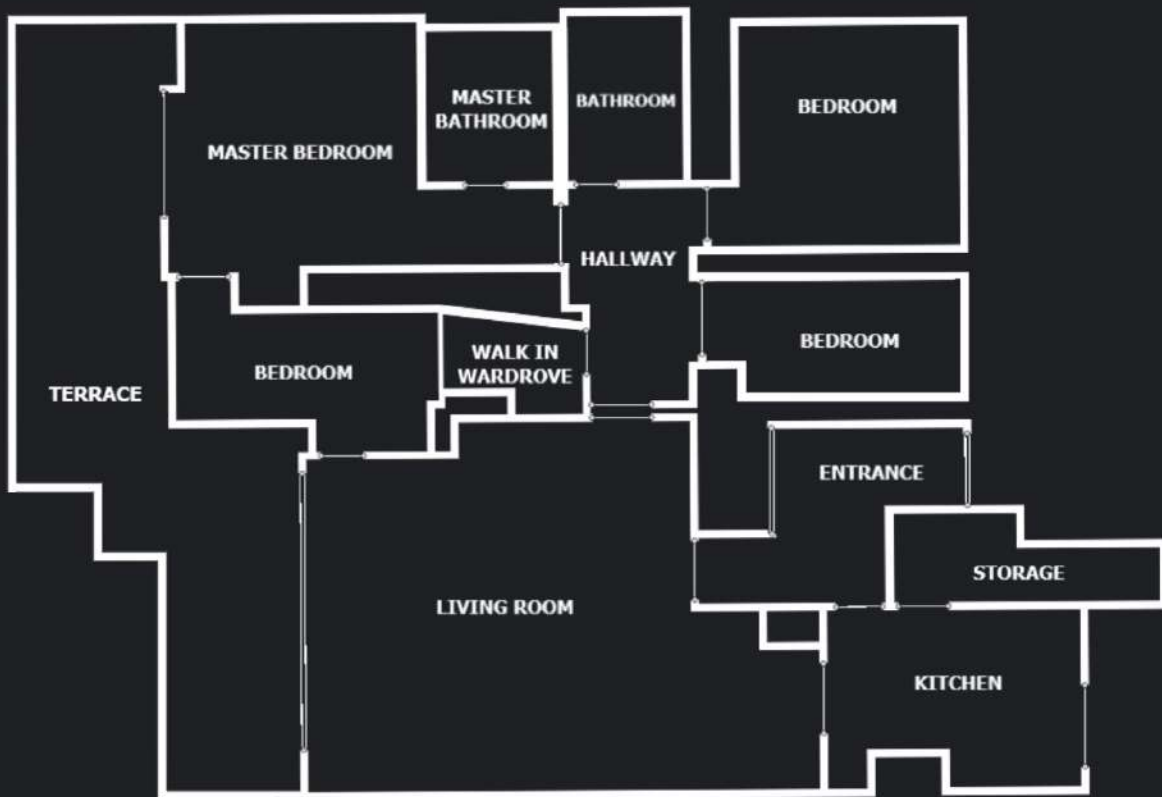 MASTER
BATHROOM
BATHROOM
BEDROOM
MASTER BEDROOM
HALLWAY
BEDROOM
WALK IN
WARDROVE
BEDROOM
TERRACE
ENTRANCE
STORAGE
LIVING ROOM
KITCHEN